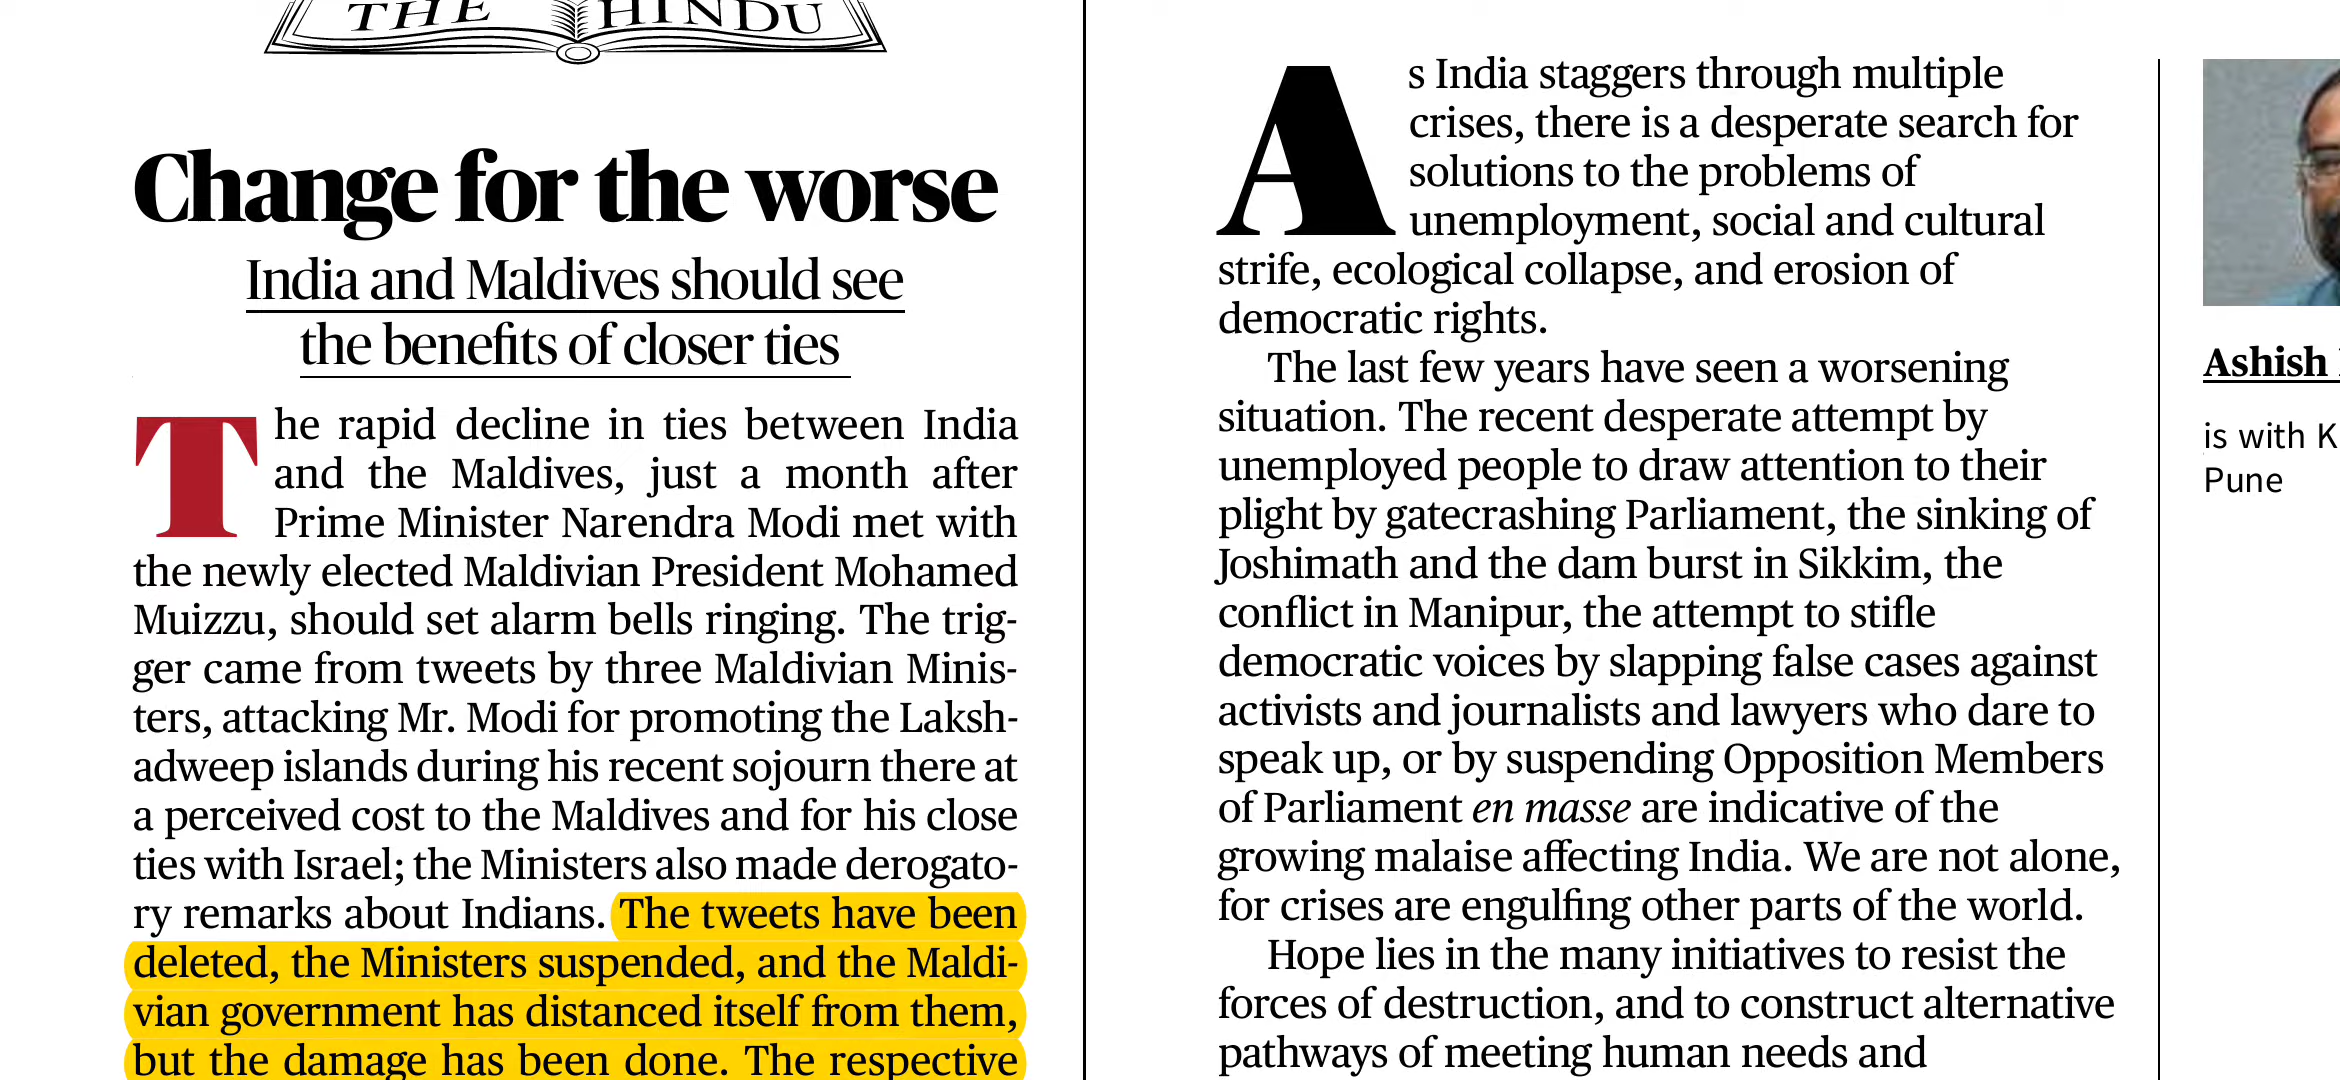 THE HINDU
Change for the worse
India and Maldives should see
the benefits of closer ties
The rapid decline in ties between India
and the Maldives, just a month after
Prime Minister Narendra Modi met with
the newly elected Maldivian President Mohamed
Muizzu, should set alarm bells ringing. The trig-
ger came from tweets by three Maldivian Minis-
ters, attacking Mr. Modi for promoting the Laksh-
adweep islands during his recent sojourn there at
a perceived cost to the Maldives and for his close
ties with Israel; the Ministers also made derogato-
ry remarks about Indians. The tweets have been
deleted, the Ministers suspended, and the Maldi-
vian government has distanced itself from them,
but the damage has been done. The respective
As India staggers through multiple
crises, there is a desperate search for
solutions to the problems of
unemployment, social and cultural
strife, ecological collapse, and erosion of
democratic rights.
The last few years have seen a worsening
situation. The recent desperate attempt by
unemployed people to draw attention to their
plight by gatecrashing Parliament, the sinking of
Joshimath and the dam burst in Sikkim, the
conflict in Manipur, the attempt to stifle
democratic voices by slapping false cases against
activists and journalists and lawyers who dare to
speak up, or by suspending Opposition Members
of Parliament en masse are indicative of the
growing malaise affecting India. We are not alone,
for crises are engulfing other parts of the world.
Hope lies in the many initiatives to resist the
forces of destruction, and to construct alternative
pathways of meeting human needs and
Ashish
is with K
Pune